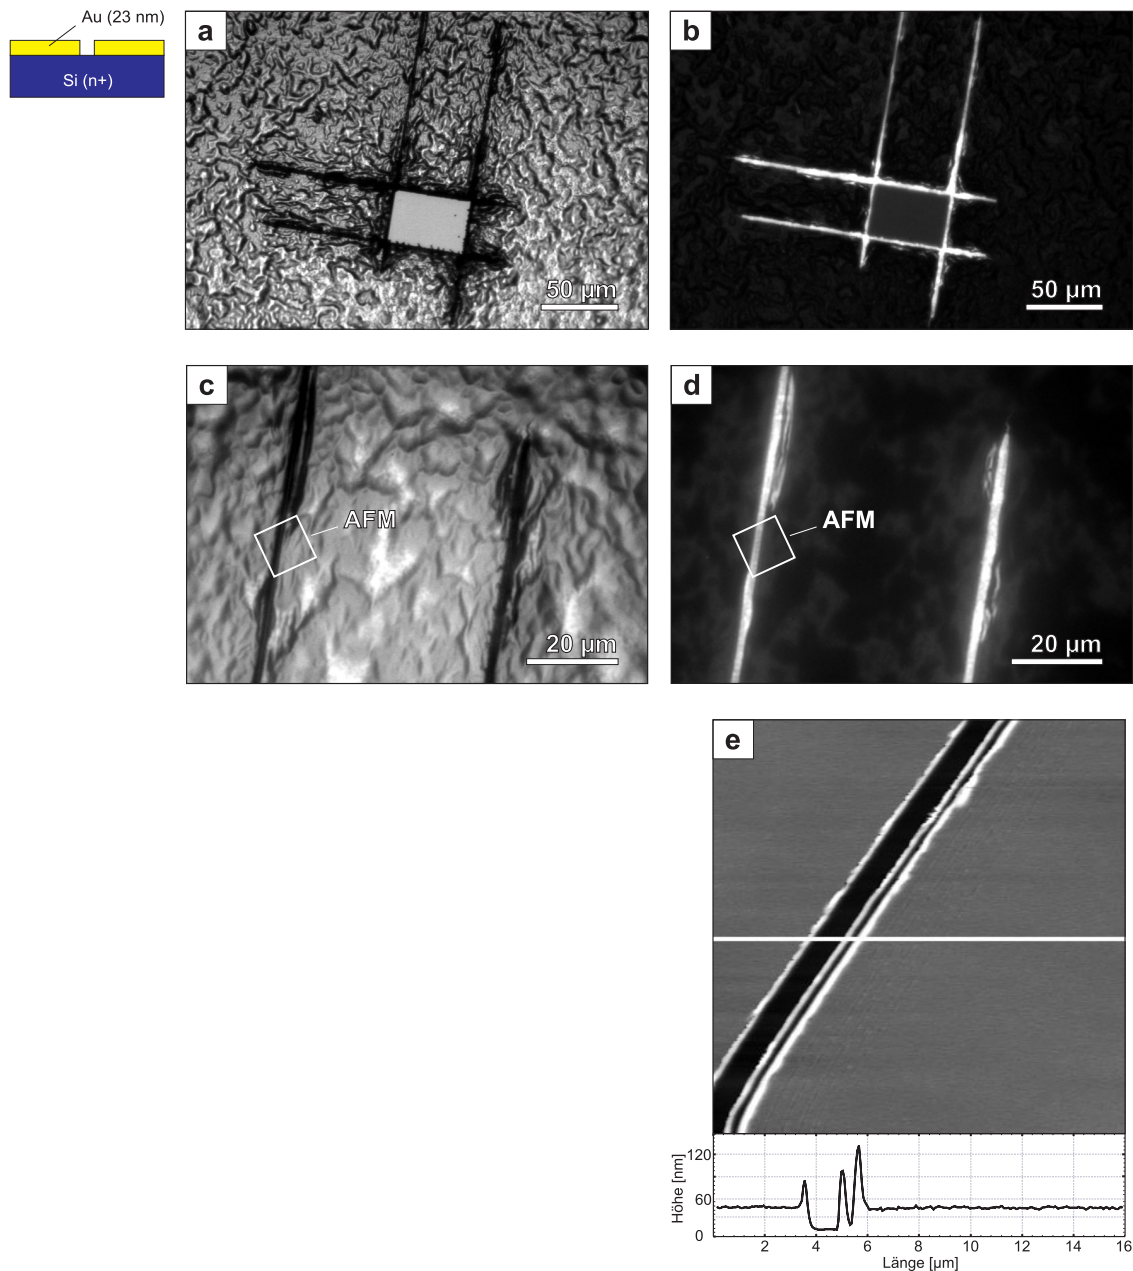 Au (23 nm)
Si (n+)
a
50 µm
b
50 µm
c
AFM
20 µm
d
AFM
20 µm
e
Höhe [nm]
120
60
0
2 4 6 8 10 12 14 16
Länge [µm]